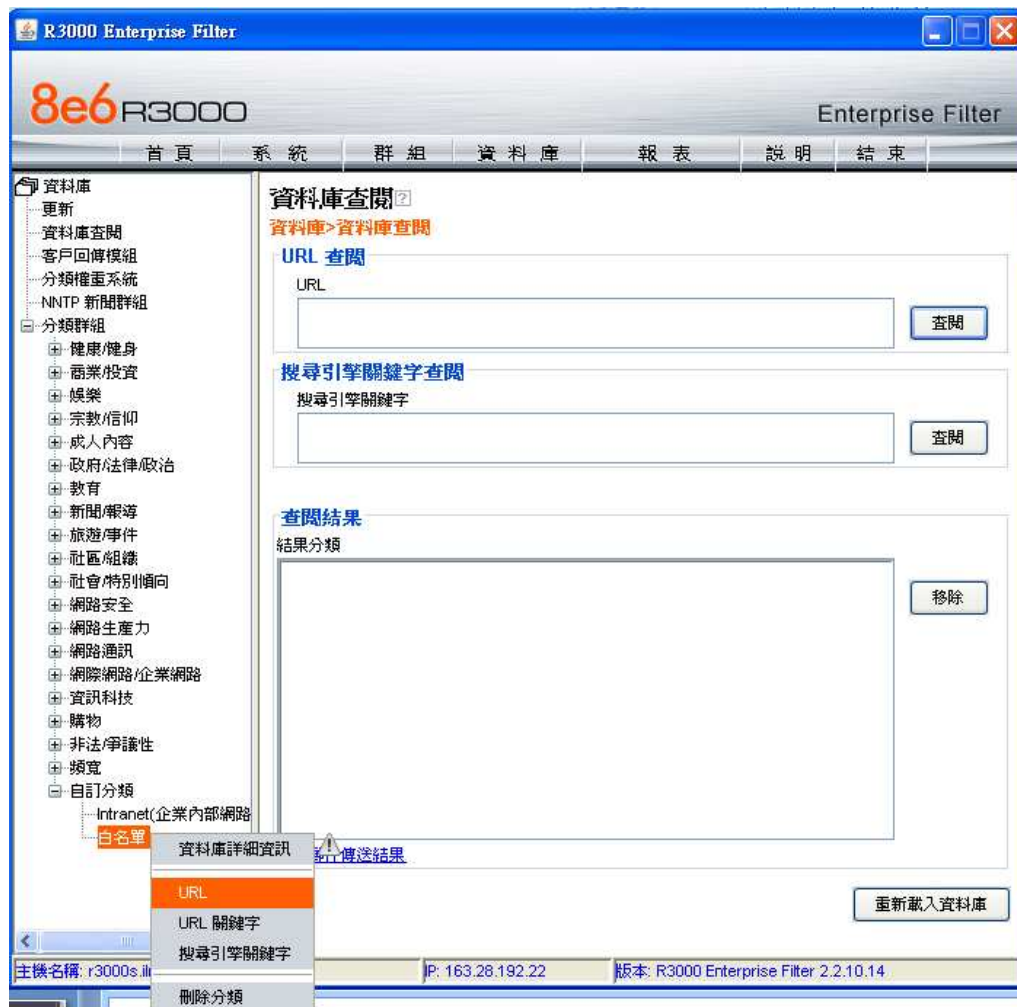 R3000 Enterprise Filter
8e6 R3000
Enterprise Filter
首頁 系統 群組 資料庫 報表 說明 結束
資料庫
更新
資料庫查閱
客戶回傳模組
分類權重系統
NNTP 新聞群組
分類群組
健康/健身
商業/投資
娛樂
宗教/信仰
成人內容
政府/法律/政治
教育
新聞/報導
旅遊/事件
社區/組織
社會/特別傾向
網路安全
網路生產力
網路通訊
網際網路/企業網路
資訊科技
購物
非法/爭議性
頻寬
自訂分類
Intranet(企業內部網路
白名單
資料庫詳細資訊
URL
URL 關鍵字
搜尋引擎關鍵字
刪除分類
資料庫查閱
資料庫>資料庫查閱
URL 查閱
URL
查閱
搜尋引擎關鍵字查閱
搜尋引擎關鍵字
查閱
查閱結果
結果分類
移除
傳送結果
重新載入資料庫
主機名稱: r3000s.il
IP: 163.28.192.22
版本: R3000 Enterprise Filter 2.2.10.14